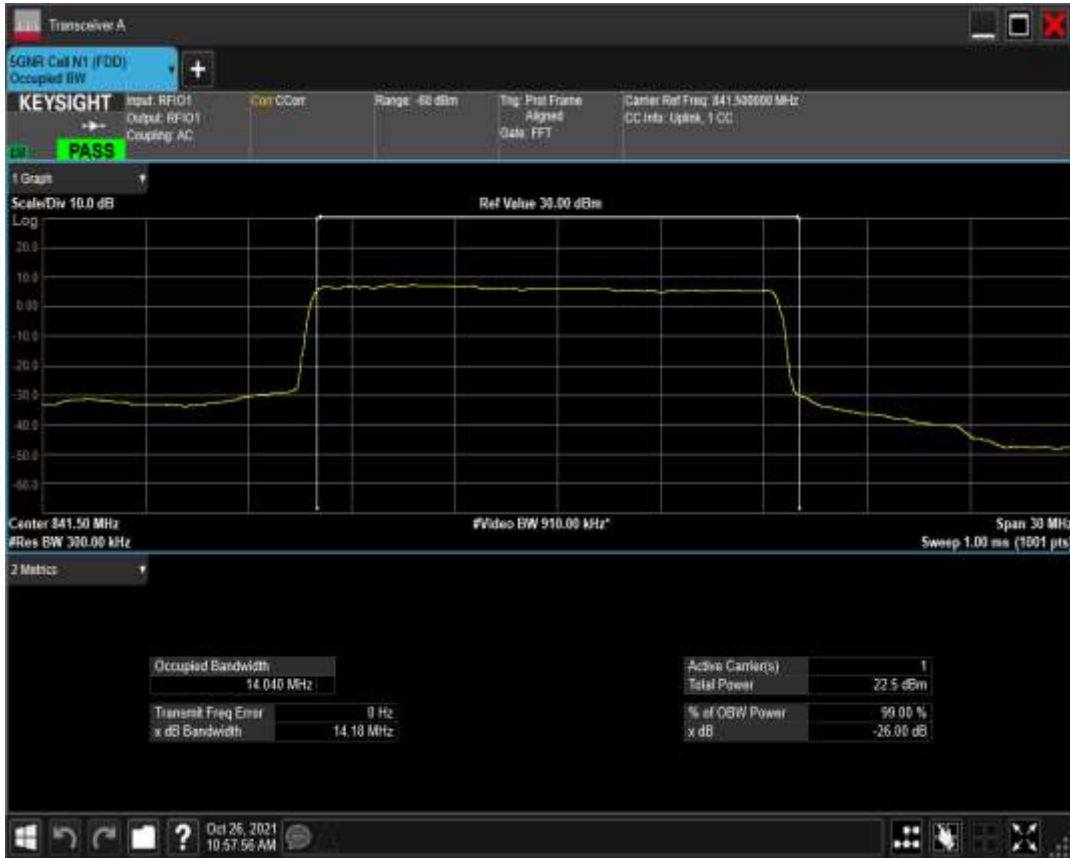 Transceiver A
5GNR Cell N1 (FDD)
Occupied BW
KEYSIGHT
Input: RFIO1
Output: RFIO1
Coupling: AC
Corr CCorr
Range: -60 dBm
Trig: Prot Frame
Aligned
Gate: FFT
Carrier Ref Freq: 841.500000 MHz
CC Info: Uplink, 1 CC
PASS
1 Graph
Scale/Div 10.0 dB
Ref Value 30.00 dBm
Log
20.0
10.0
0.00
-10.0
-20.0
-30.0
-40.0
-50.0
-60.0
Center 841.50 MHz
#Video BW 910.00 kHz*
Span 30 MHz
#Res BW 300.00 kHz
Sweep 1.00 ms (1001 pts)
2 Metrics
Occupied Bandwidth
14.040 MHz
Transmit Freq Error 0 Hz
x dB Bandwidth 14.18 MHz
Active Carrier(s) 1
Total Power 22.5 dBm
% of OBW Power 99.00 %
x dB -26.00 dB
Oct 26, 2021
10:57:56 AM